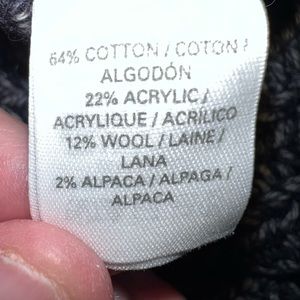 64% COTTON / COTON /
ALGODÓN
22% ACRYLIC /
ACRYLIQUE / ACRÍLICO
12% WOOL / LAINE /
LANA
2% ALPACA / ALPAGA /
ALPACA